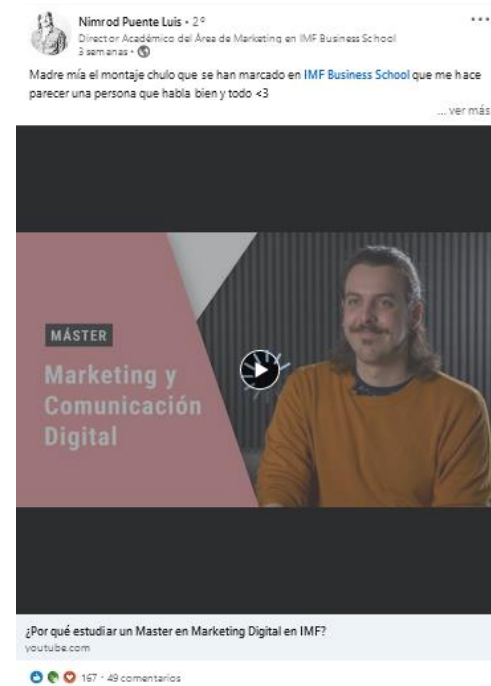 Nimrod Puente Luis • 2º
Director Académico del Área de Marketing en IMF Business School
3 semanas •
Madre mía el montaje chulo que se han marcado en IMF Business School que me hace
parecer una persona que habla bien y todo <3
... ver más
MÁSTER
Marketing y
Comunicación
Digital
¿Por qué estudiar un Master en Marketing Digital en IMF?
youtube.com
167 · 49 comentarios